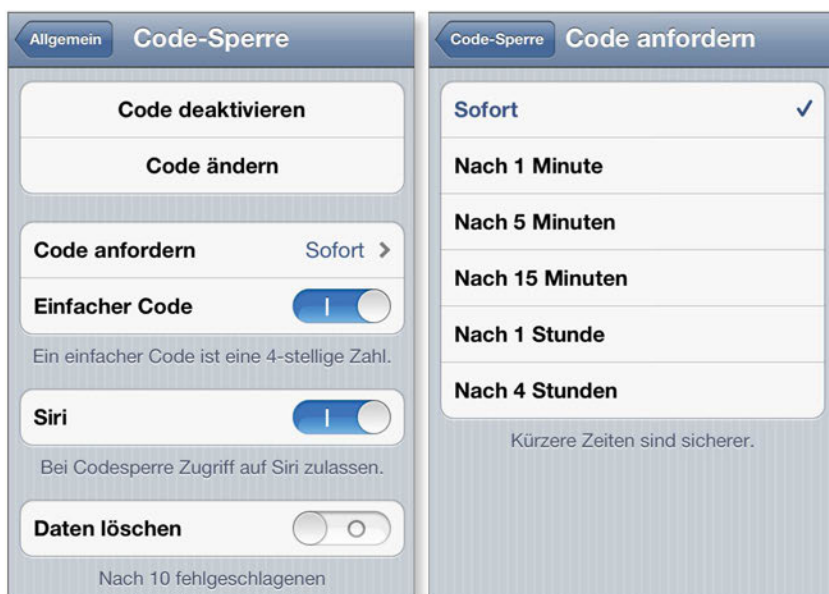 Allgemein
Code-Sperre
Code deaktivieren
Code ändern
Code anfordern Sofort
Einfacher Code
Ein einfacher Code ist eine 4-stellige Zahl.
Siri
Bei Codesperre Zugriff auf Siri zulassen.
Daten löschen
Nach 10 fehlgeschlagenen
Code-Sperre
Code anfordern
Sofort
Nach 1 Minute
Nach 5 Minuten
Nach 15 Minuten
Nach 1 Stunde
Nach 4 Stunden
Kürzere Zeiten sind sicherer.